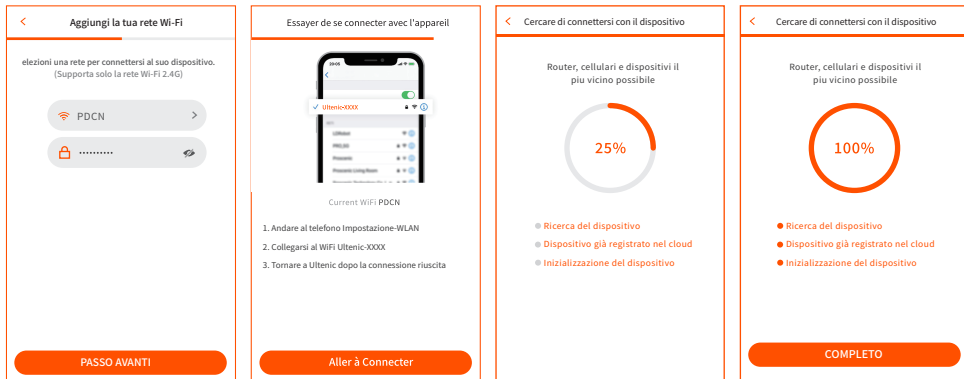 Aggiungi la tua rete Wi-Fi
elezioni una rete per connettersi al suo dispositivo.
(Supporta solo la rete Wi-Fi 2.4G)
PDCN
••••••••••
PASSO AVANTI
Essayer de se connecter avec l'appareil
20:05
Ultenic-XXXX
Current WiFi PDCN
1. Andare al telefono Impostazione-WLAN
2. Collegarsi al WiFi Ultenic-XXXX
3. Tornare a Ultenic dopo la connessione riuscita
Aller à Connecter
Cercare di connettersi con il dispositivo
Router, cellulari e dispositivi il
piu vicino possibile
25%
Ricerca del dispositivo
Dispositivo già registrato nel cloud
Inizializzazione del dispositivo
Cercare di connettersi con il dispositivo
Router, cellulari e dispositivi il
piu vicino possibile
100%
Ricerca del dispositivo
Dispositivo già registrato nel cloud
Inizializzazione del dispositivo
COMPLETO